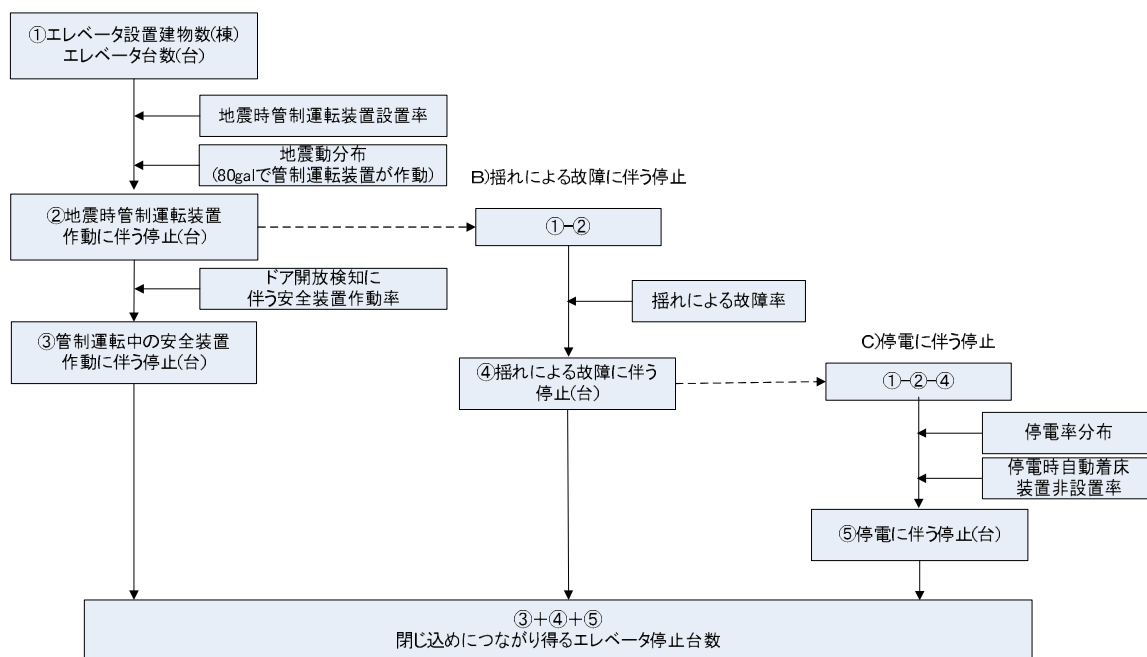 ①エレベータ設置建物数(棟)
エレベータ台数(台)
地震時管制運転装置設置率
地震動分布
(80galで管制運転装置が作動)
②地震時管制運転装置
作動に伴う停止(台)
ドア開放検知に
伴う安全装置作動率
③管制運転中の安全装置
作動に伴う停止(台)
B)揺れによる故障に伴う停止
①-②
揺れによる故障率
④揺れによる故障に伴う
停止(台)
C)停電に伴う停止
①-②-④
停電率分布
停電時自動着床
装置非設置率
⑤停電に伴う停止(台)
③+④+⑤
閉じ込めにつながり得るエレベータ停止台数